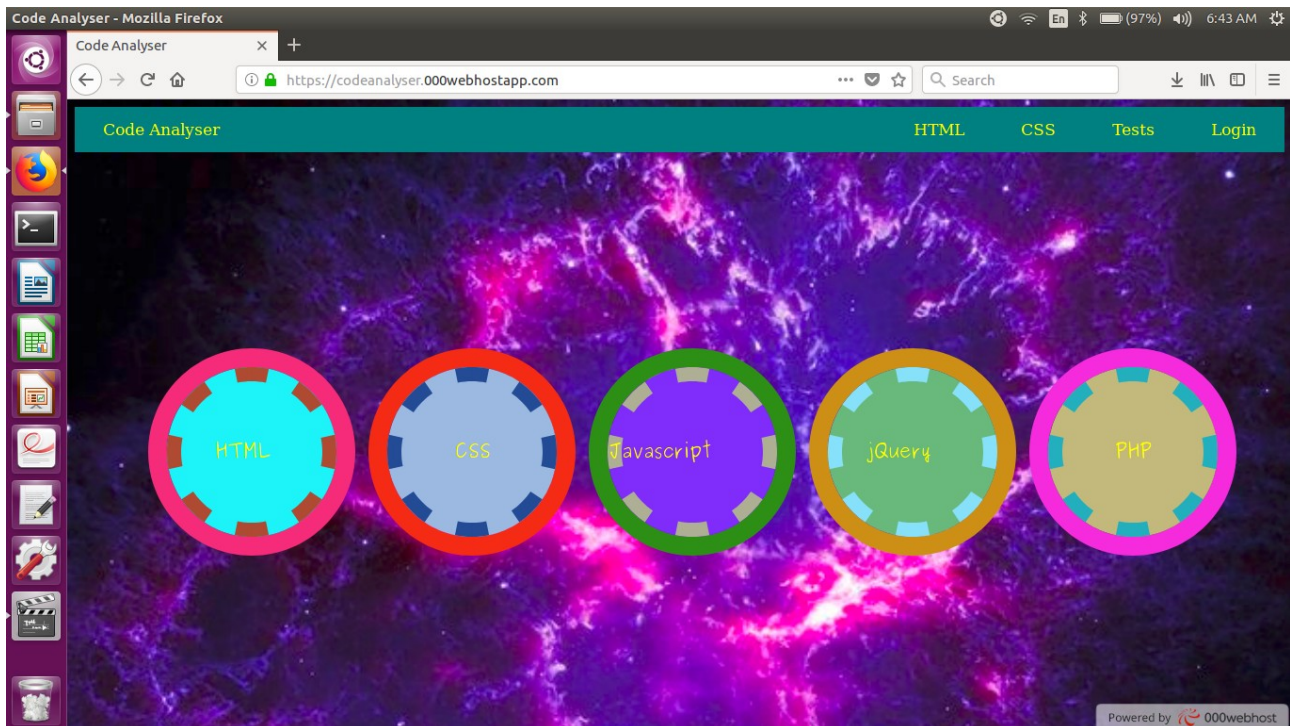 Code Analyser - Mozilla Firefox
En (97%) 6:43 AM
Code Analyser
https://codeanalyser.000webhostapp.com
Search
Code Analyser HTML CSS Tests Login
HTML CSS Javascript jQuery PHP
Powered by 000webhost